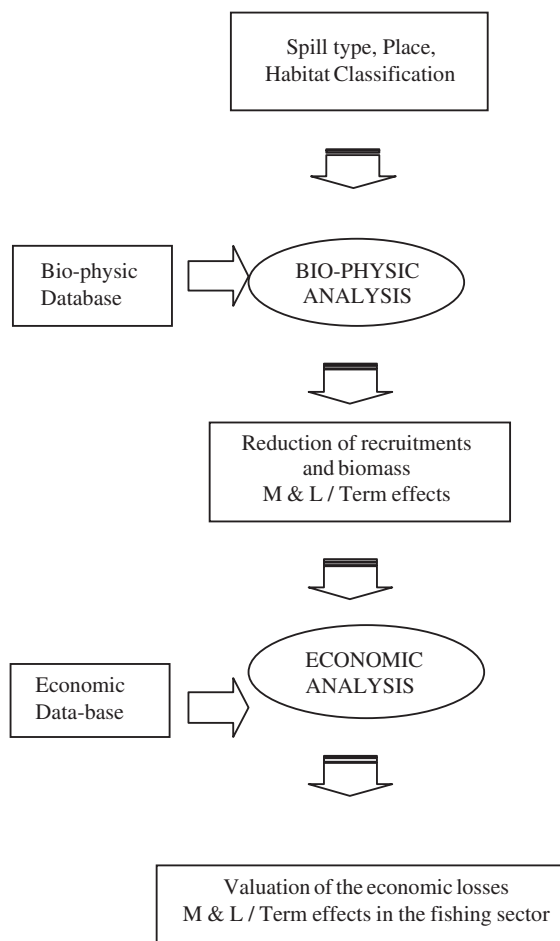 Spill type, Place,
Habitat Classification
Bio-physic
Database
BIO-PHYSIC
ANALYSIS
Reduction of recruitments
and biomass
M & L / Term effects
Economic
Data-base
ECONOMIC
ANALYSIS
Valuation of the economic losses
M & L / Term effects in the fishing sector